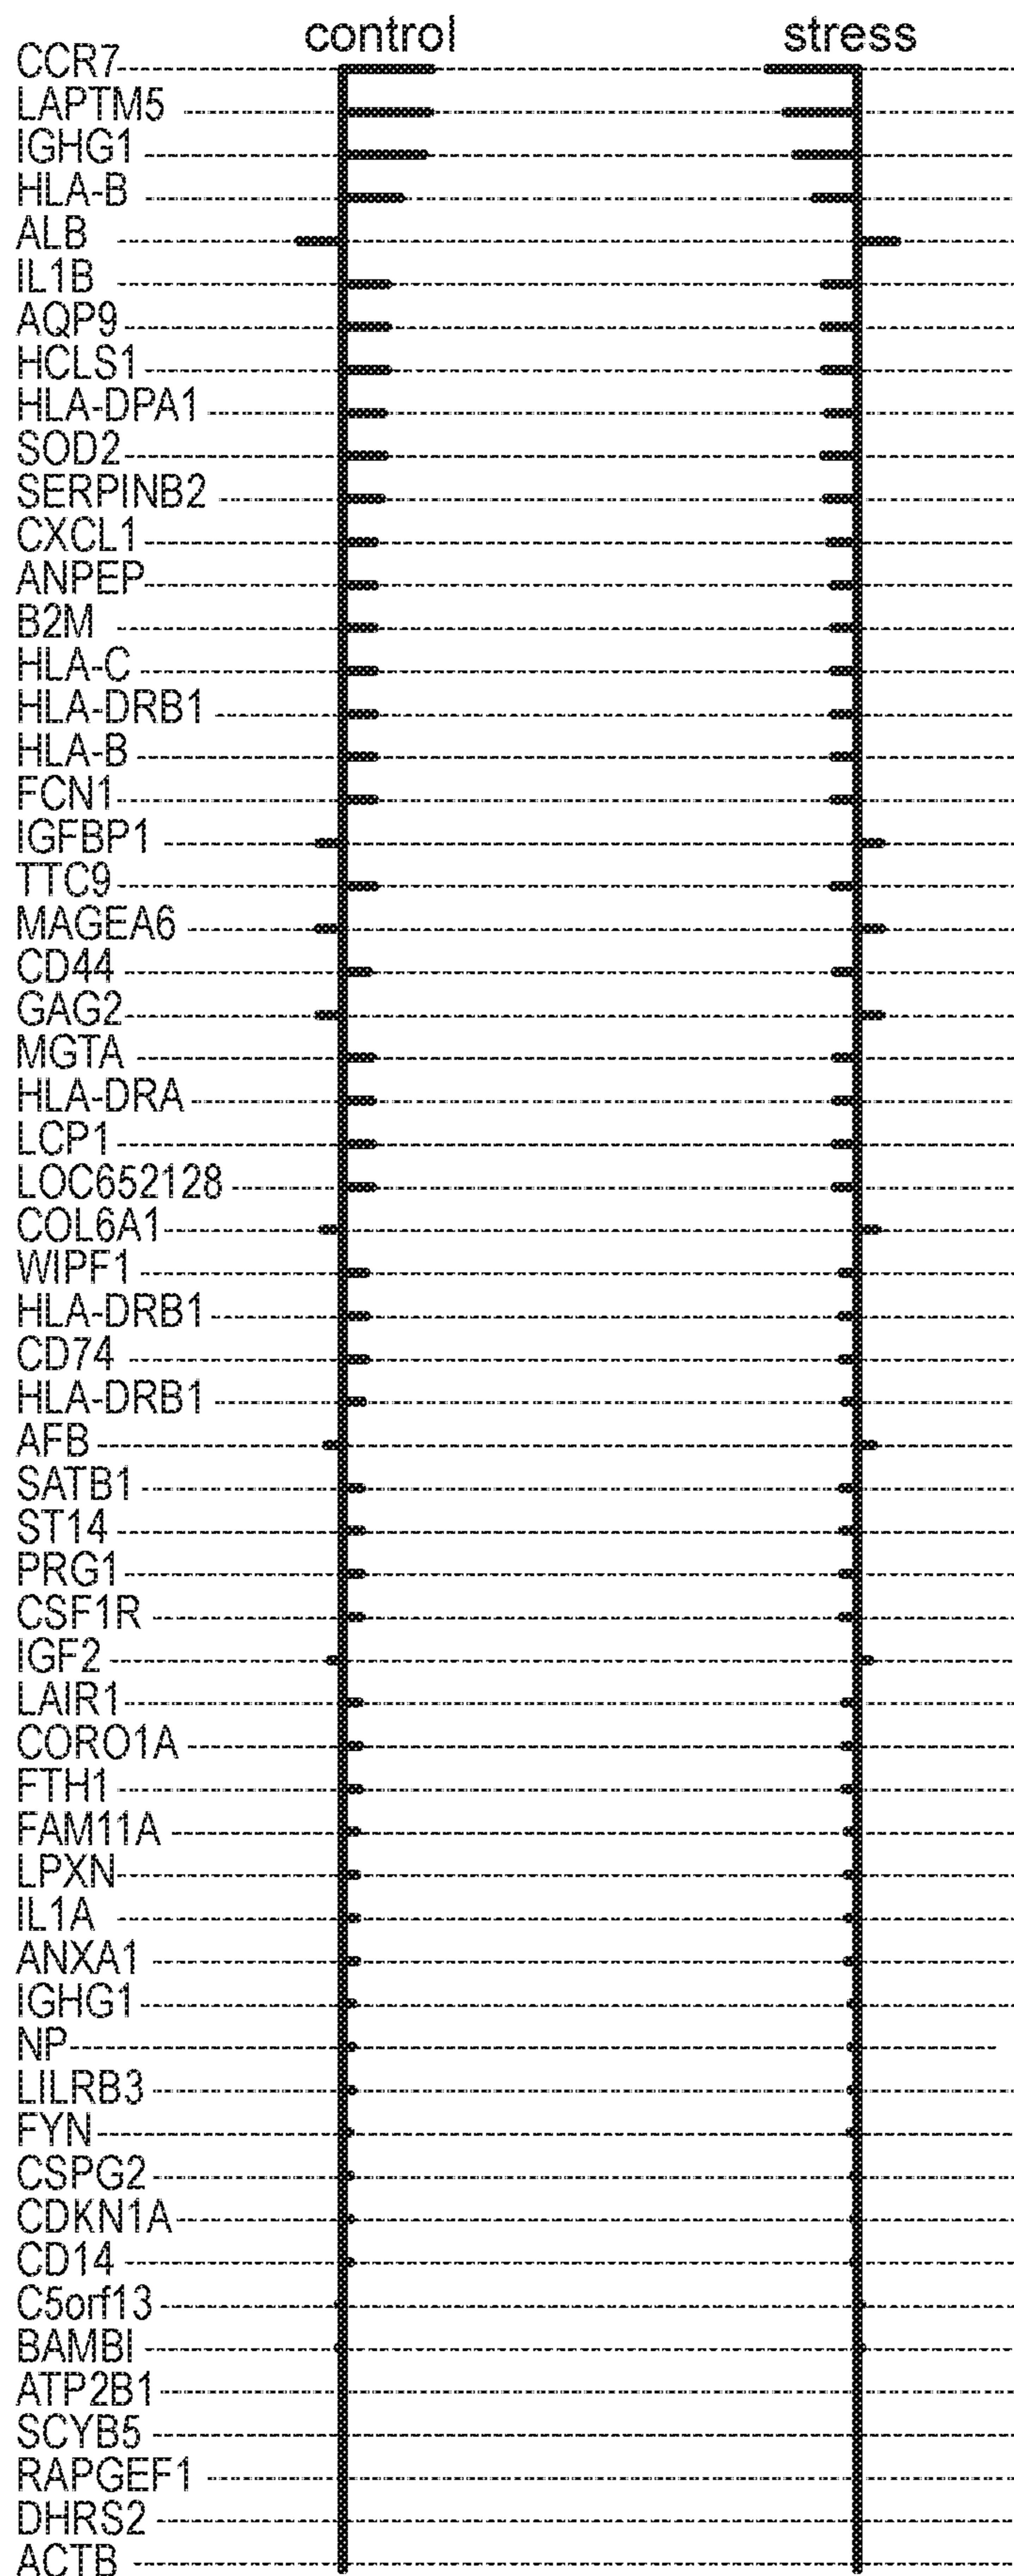 control stress
CCR7
LAPTM5
IGHG1
HLA-B
ALB
IL1B
AQP9
HCLS1
HLA-DPA1
SOD2
SERPINB2
CXCL1
ANPEP
B2M
HLA-C
HLA-DRB1
HLA-B
FCN1
IGFBP1
TTC9
MAGEA6
CD44
GAG2
MGTA
HLA-DRA
LCP1
LOC652128
COL6A1
WIPF1
HLA-DRB1
CD74
HLA-DRB1
AFB
SATB1
ST14
PRG1
CSF1R
IGF2
LAIR1
CORO1A
FTH1
FAM11A
LPXN
IL1A
ANXA1
IGHG1
NP
LILRB3
FYN
CSPG2
CDKN1A
CD14
C5orf13
BAMBI
ATP2B1
SCYB5
RAPGEF1
DHRS2
ACTB